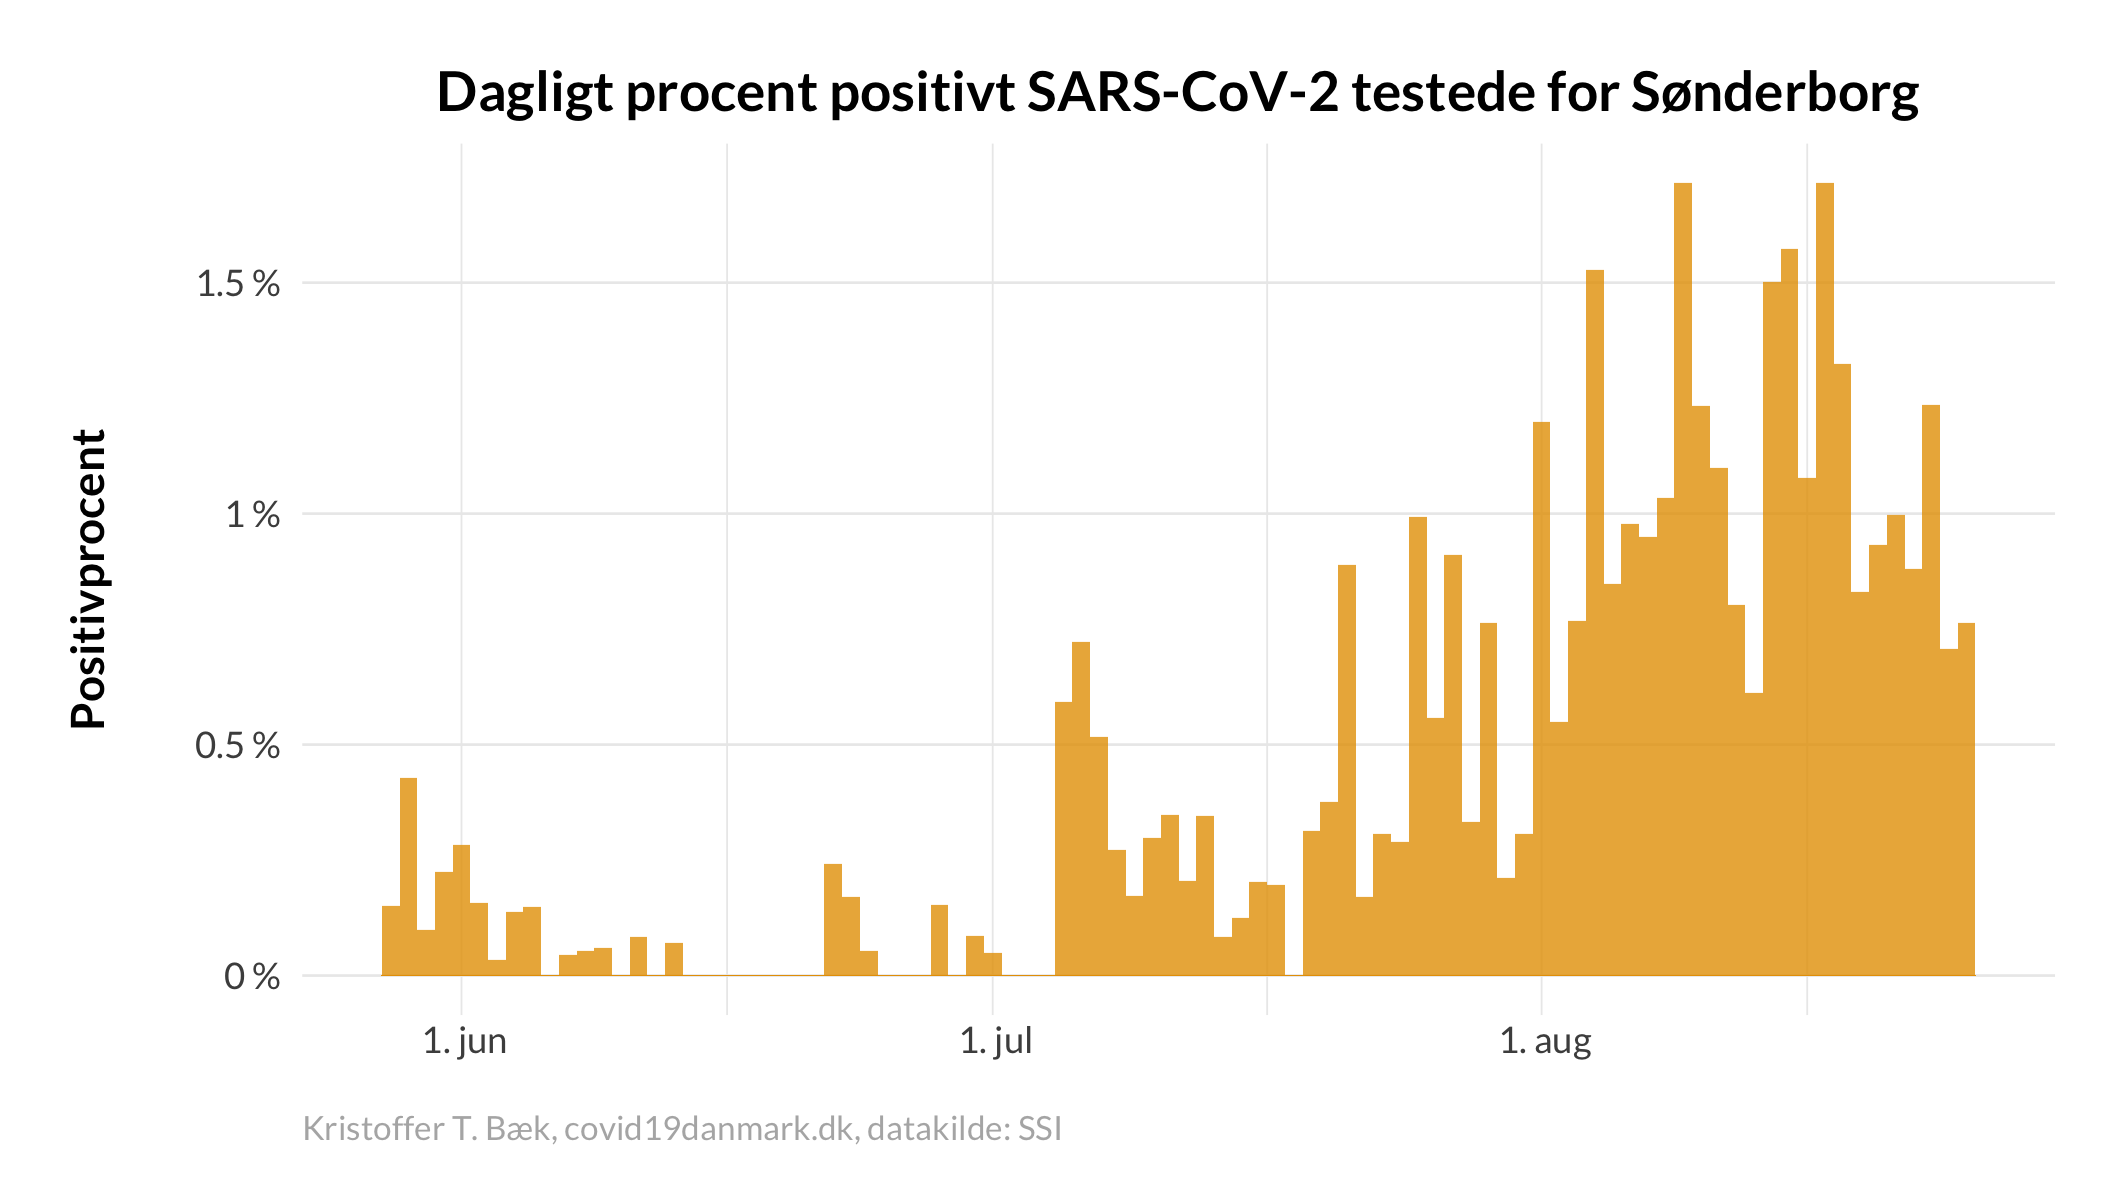 Dagligt procent positivt SARS-CoV-2 testede for Sønderborg
Positivprocent
1.5 %
1 %
0.5 %
0 %
1. jun
1. jul
1. aug
Kristoffer T. Bæk, covid19danmark.dk, datakilde: SSI